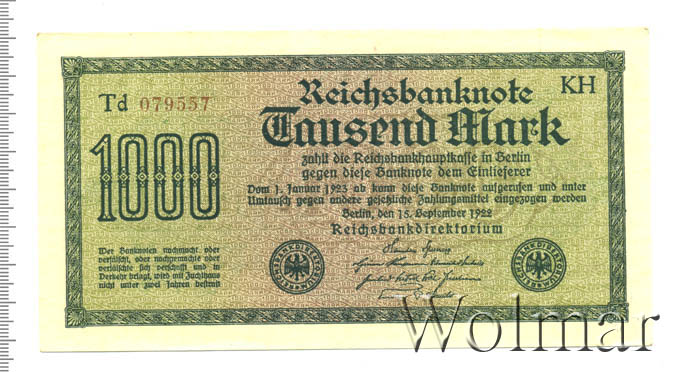 Td 079557
KH
Reichsbanknote
Tausend Mark
1000
zahlt die Reichsbankhauptkasse in Berlin
gegen diese Banknote dem Einlieferer
Vom 1. Januar 1923 ab kann diese Banknote aufgerufen und unter
Umtausch gegen andere gesetzliche Zahlungsmittel eingezogen werden
Berlin, den 15. September 1922
Reichsbankdirektorium
Wer Banknoten nachmacht oder
verfälscht, oder nachgemachte oder
verfälschte sich verschafft und in
Verkehr bringt, wird mit Zuchthaus
nicht unter zwei Jahren bestraft
Wolmar